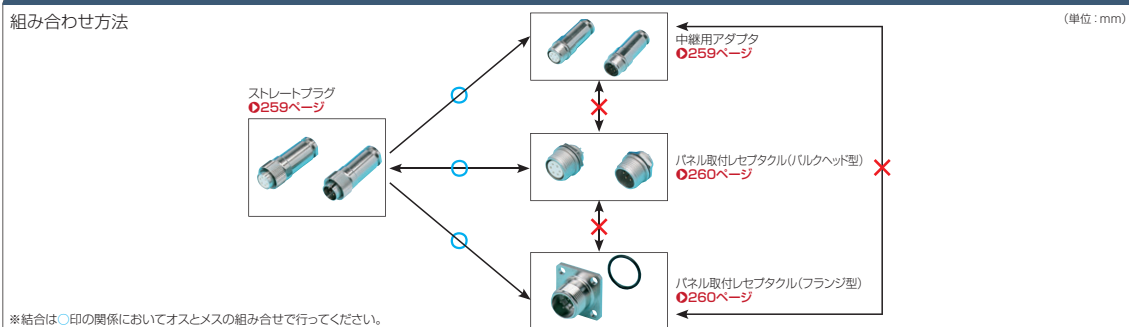 組み合わせ方法
(単位:mm)
中継用アダプタ
259ページ
ストレートプラグ
259ページ
パネル取付レセプタクル(バルクヘッド型)
260ページ
パネル取付レセプタクル(フランジ型)
260ページ
※結合は○印の関係においてオスとメスの組み合せで行ってください。